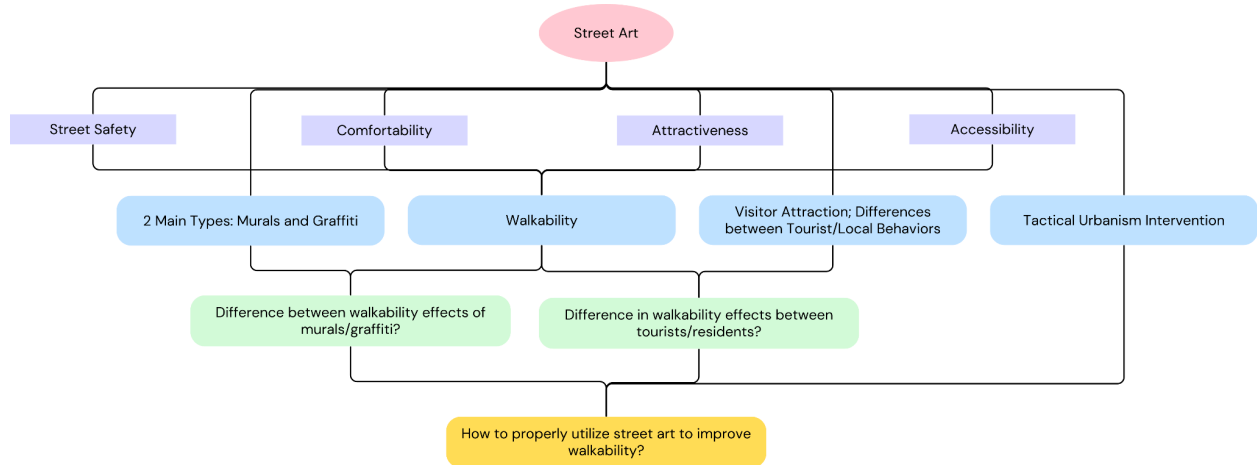 Street Art
Street Safety
Comfortability
Attractiveness
Accessibility
2 Main Types: Murals and Graffiti
Walkability
Visitor Attraction; Differences
between Tourist/Local Behaviors
Tactical Urbanism Intervention
Difference between walkability effects of
murals/graffiti?
Difference in walkability effects between
tourists/residents?
How to properly utilize street art to improve
walkability?